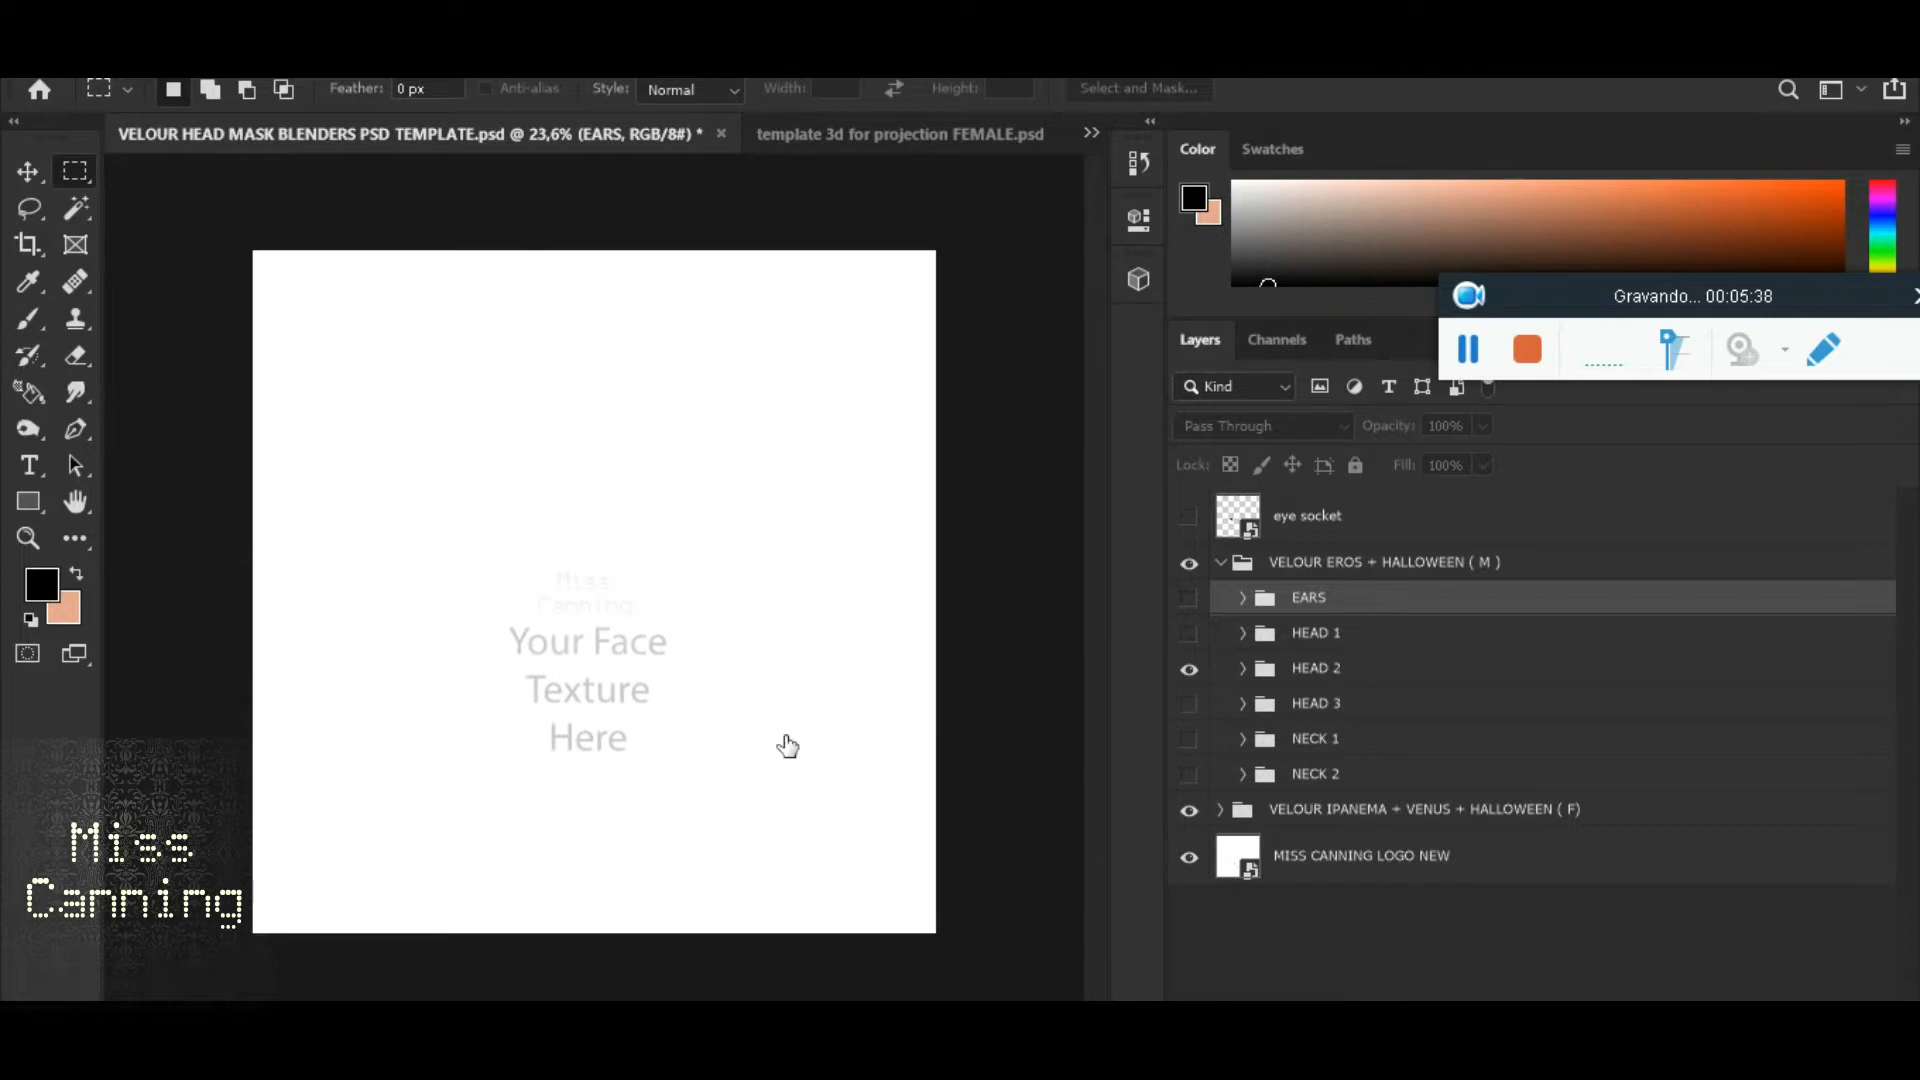 Feather: 0 px Anti-alias Style: Normal Width: Height: Select and Mask...
VELOUR HEAD MASK BLENDERS PSD TEMPLATE.psd @ 23,6% (EARS, RGB/8#) * ×
template 3d for projection FEMALE.psd
Color Swatches
Gravando... 00:05:38
Layers Channels Paths
Kind
Pass Through Opacity: 100%
Lock: Fill: 100%
eye socket
VELOUR EROS + HALLOWEEN ( M )
EARS
HEAD 1
HEAD 2
HEAD 3
NECK 1
NECK 2
VELOUR IPANEMA + VENUS + HALLOWEEN ( F)
MISS CANNING LOGO NEW
Miss
Canning
Your Face
Texture
Here
Miss
Canning